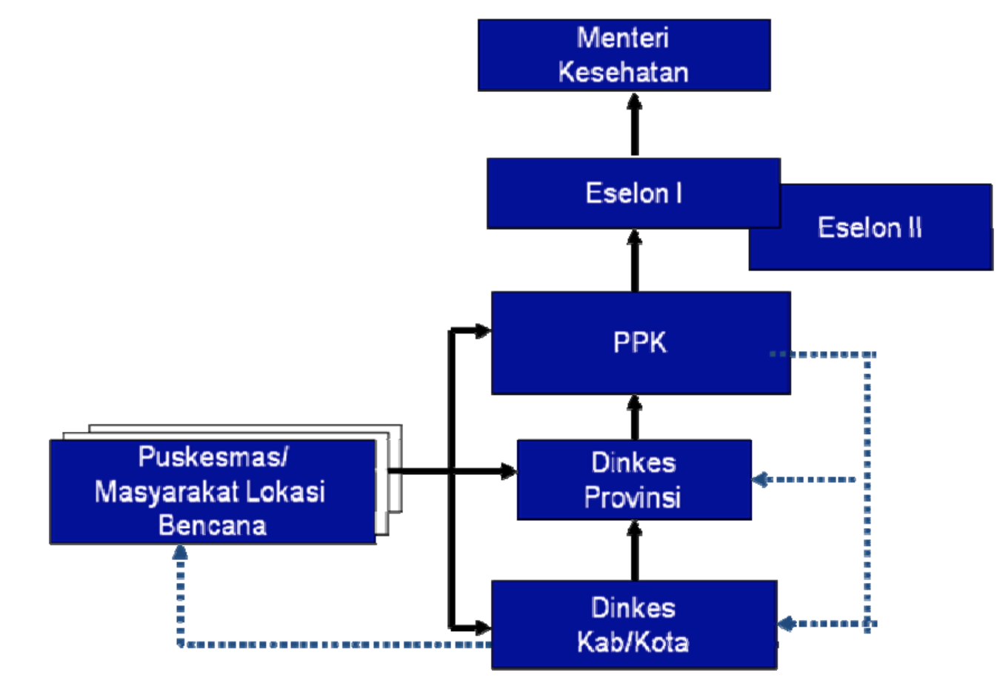 Menteri
Kesehatan
Eselon I
Eselon II
PPK
Puskesmas/
Masyarakat Lokasi
Bencana
Dinkes
Provinsi
Dinkes
Kab/Kota